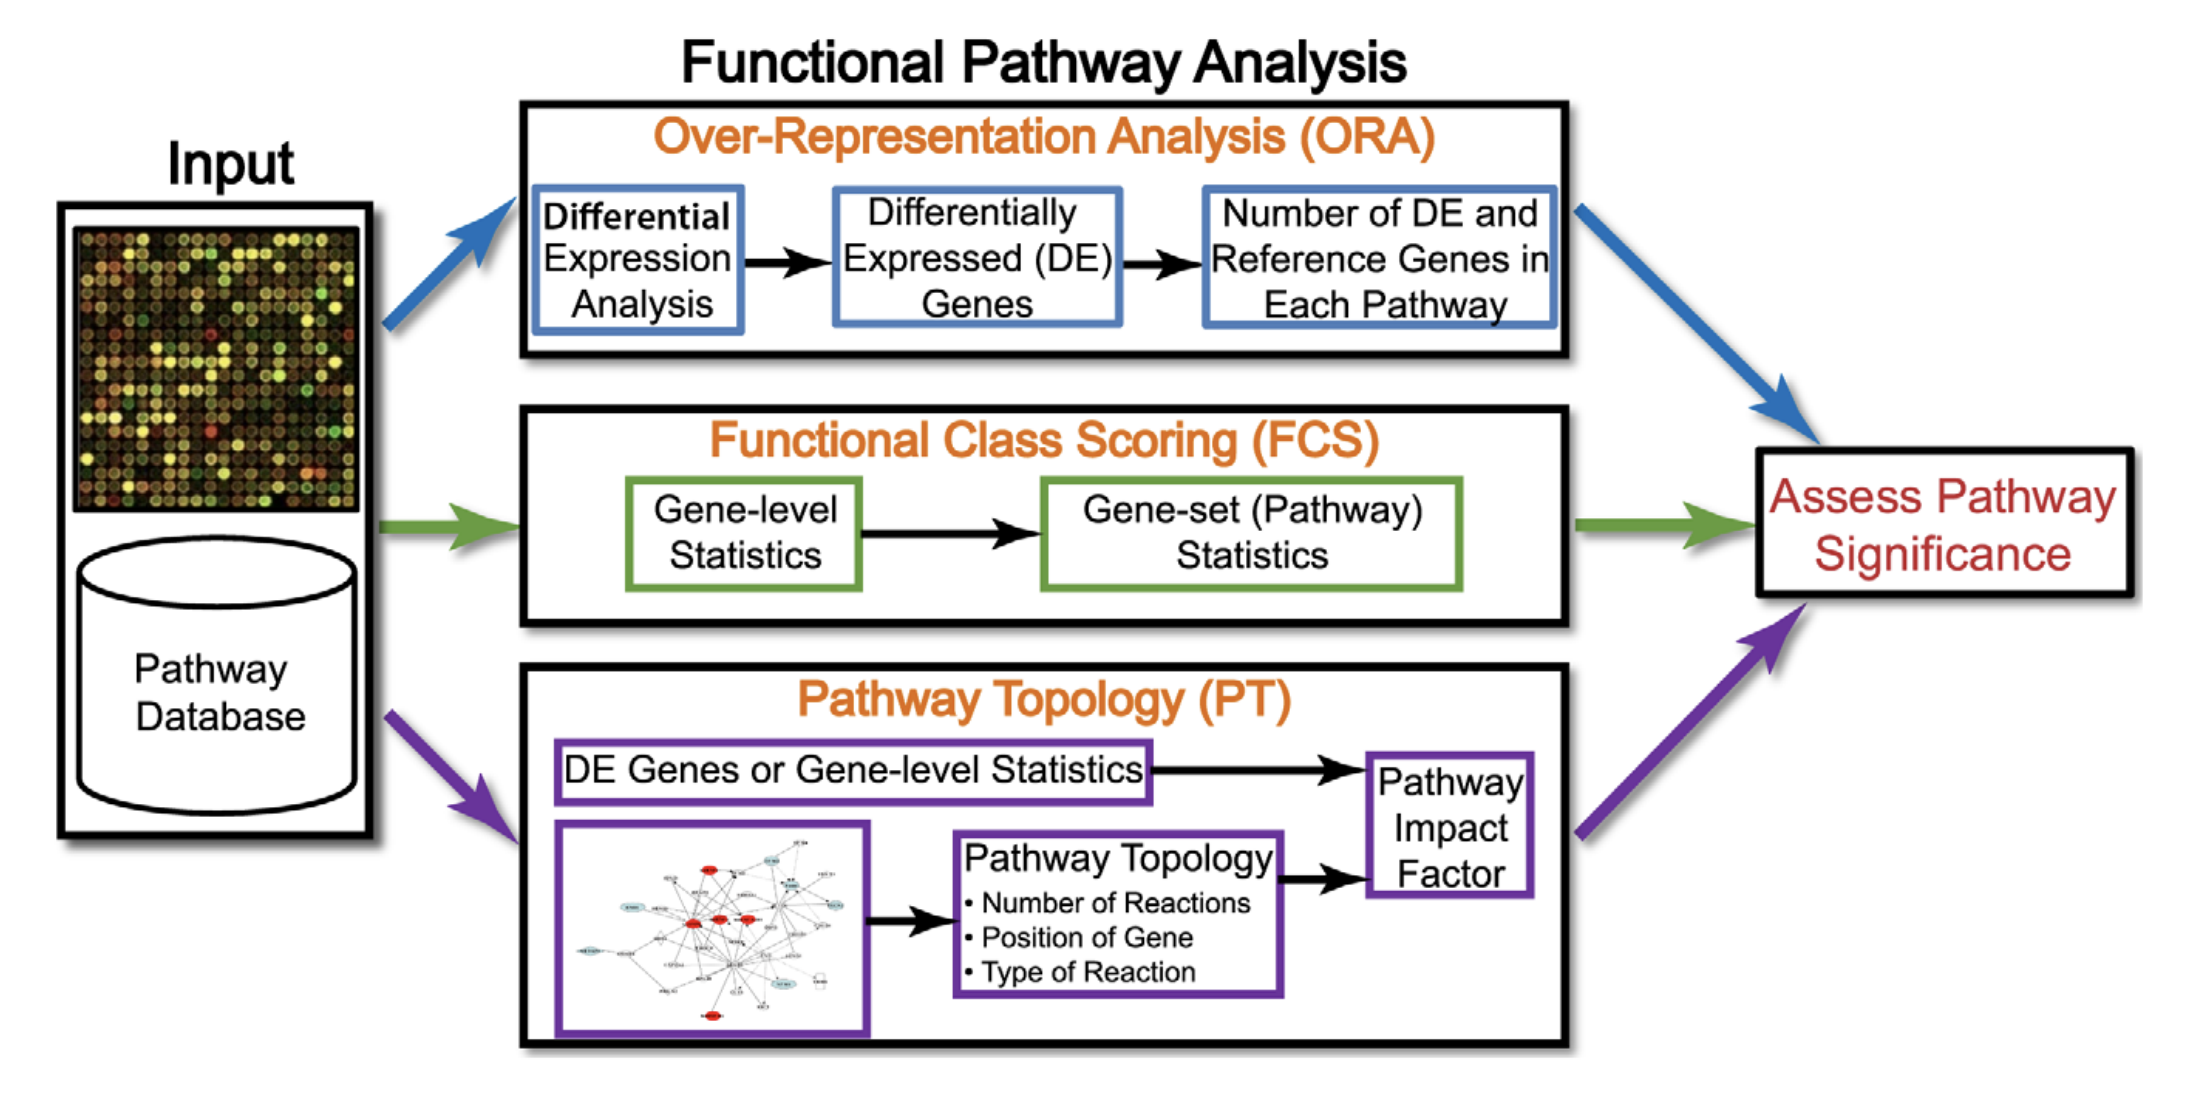 Functional Pathway Analysis
Input
Pathway
Database
Over-Representation Analysis (ORA)
Differential
Expression
Analysis
Differentially
Expressed (DE)
Genes
Number of DE and
Reference Genes in
Each Pathway
Functional Class Scoring (FCS)
Gene-level
Statistics
Gene-set (Pathway)
Statistics
Pathway Topology (PT)
DE Genes or Gene-level Statistics
Pathway Topology
• Number of Reactions
• Position of Gene
• Type of Reaction
Pathway
Impact
Factor
Assess Pathway
Significance